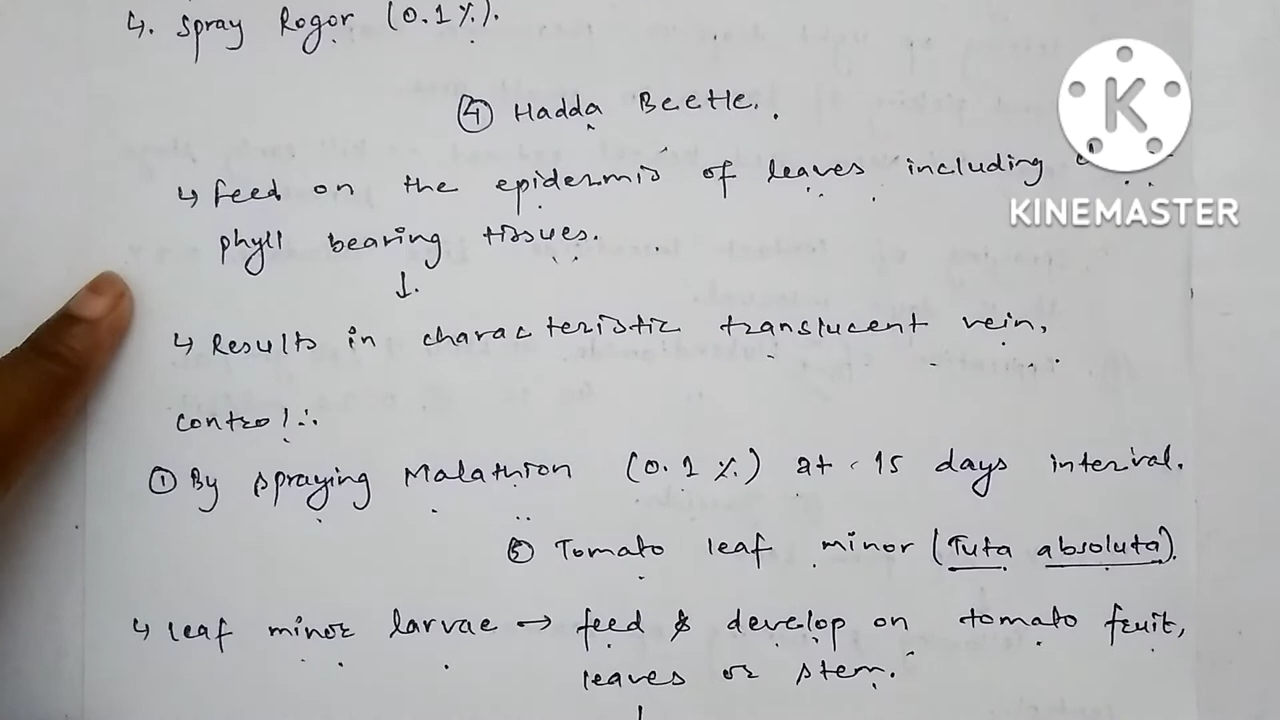 4. Spray Rogor (0.1%).
④ Hadda Beetle.
↳ feed on the epidermis of leaves including
phyll bearing tissues.
↓.
↳ Results in characteristic translucent vein.
control:-
① By spraying Malathion (0.1%) at 15 days interval.
⑤ Tomato leaf minor (Tuta absoluta).
↳ leaf minor larvae → feed & develop on tomato fruit,
leaves or stem.
↓
K
KINEMASTER